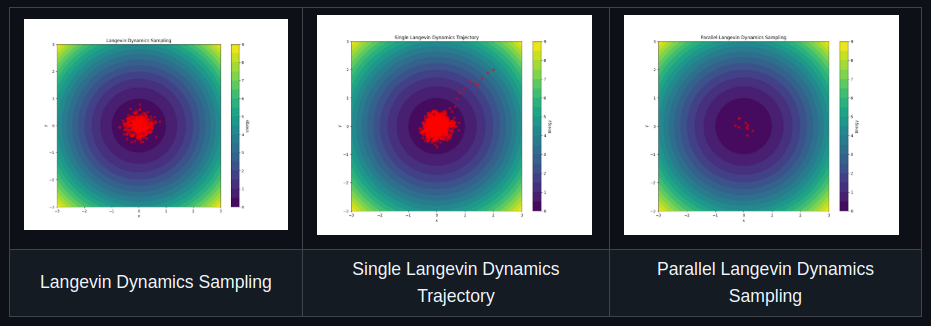 Langevin Dynamics Sampling
Single Langevin Dynamics Trajectory
Parallel Langevin Dynamics Sampling
Langevin Dynamics Sampling
Single Langevin Dynamics
Trajectory
Parallel Langevin Dynamics
Sampling